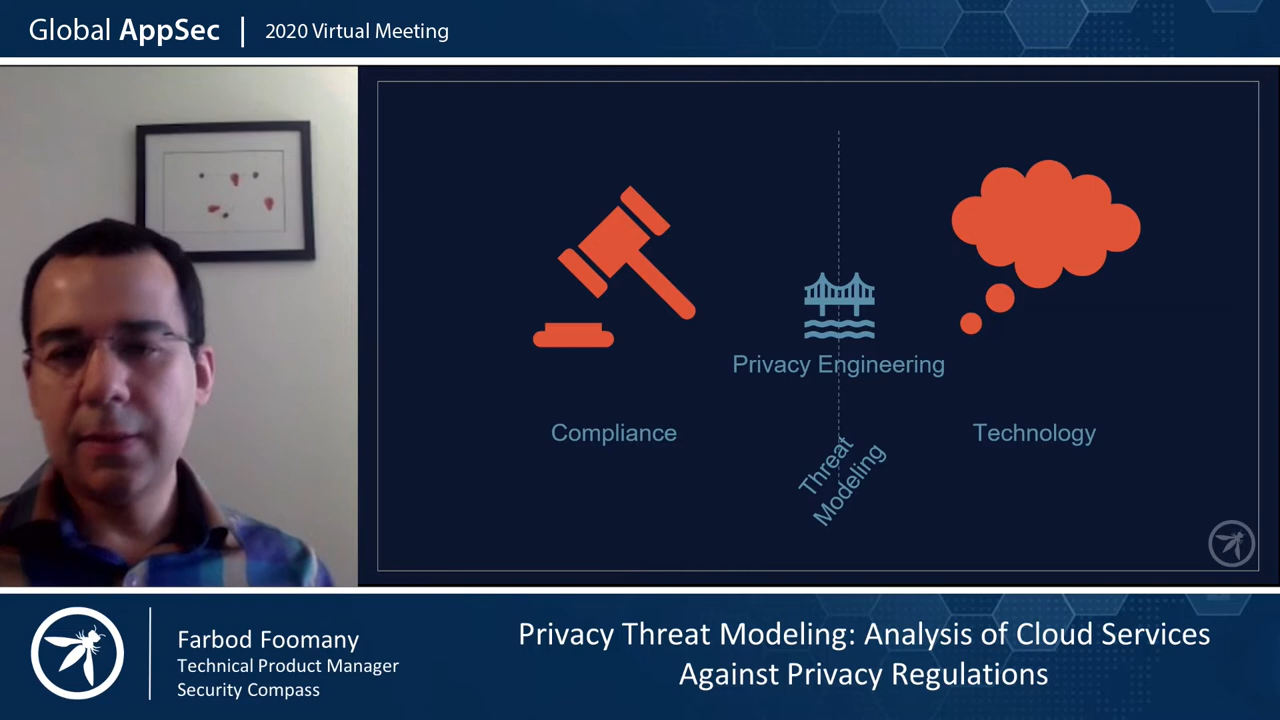 Global AppSec | 2020 Virtual Meeting
Privacy Engineering
Compliance
Technology
Threat
Modeling
Farbod Foomany
Technical Product Manager
Security Compass
Privacy Threat Modeling: Analysis of Cloud Services
Against Privacy Regulations